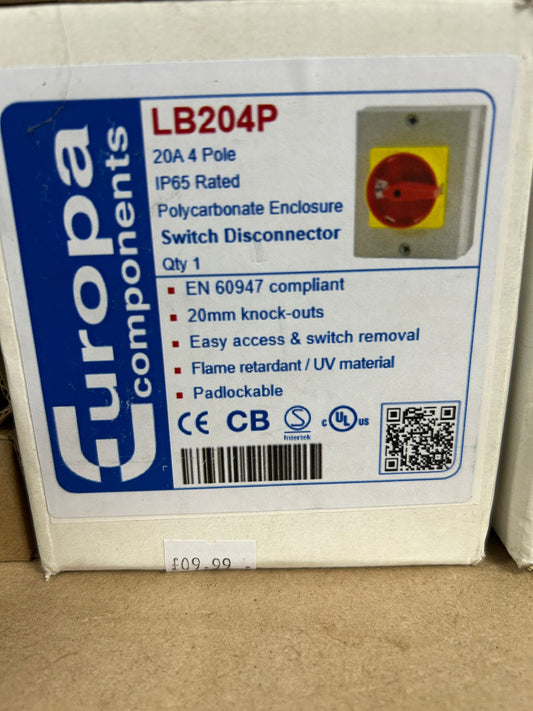 Europa
components
LB204P
20A 4 Pole
IP65 Rated
Polycarbonate Enclosure
Switch Disconnector
Qty 1
EN 60947 compliant
20mm knock-outs
Easy access & switch removal
Flame retardant / UV material
Padlockable
CE CB S Intertek c UL us
£09.99